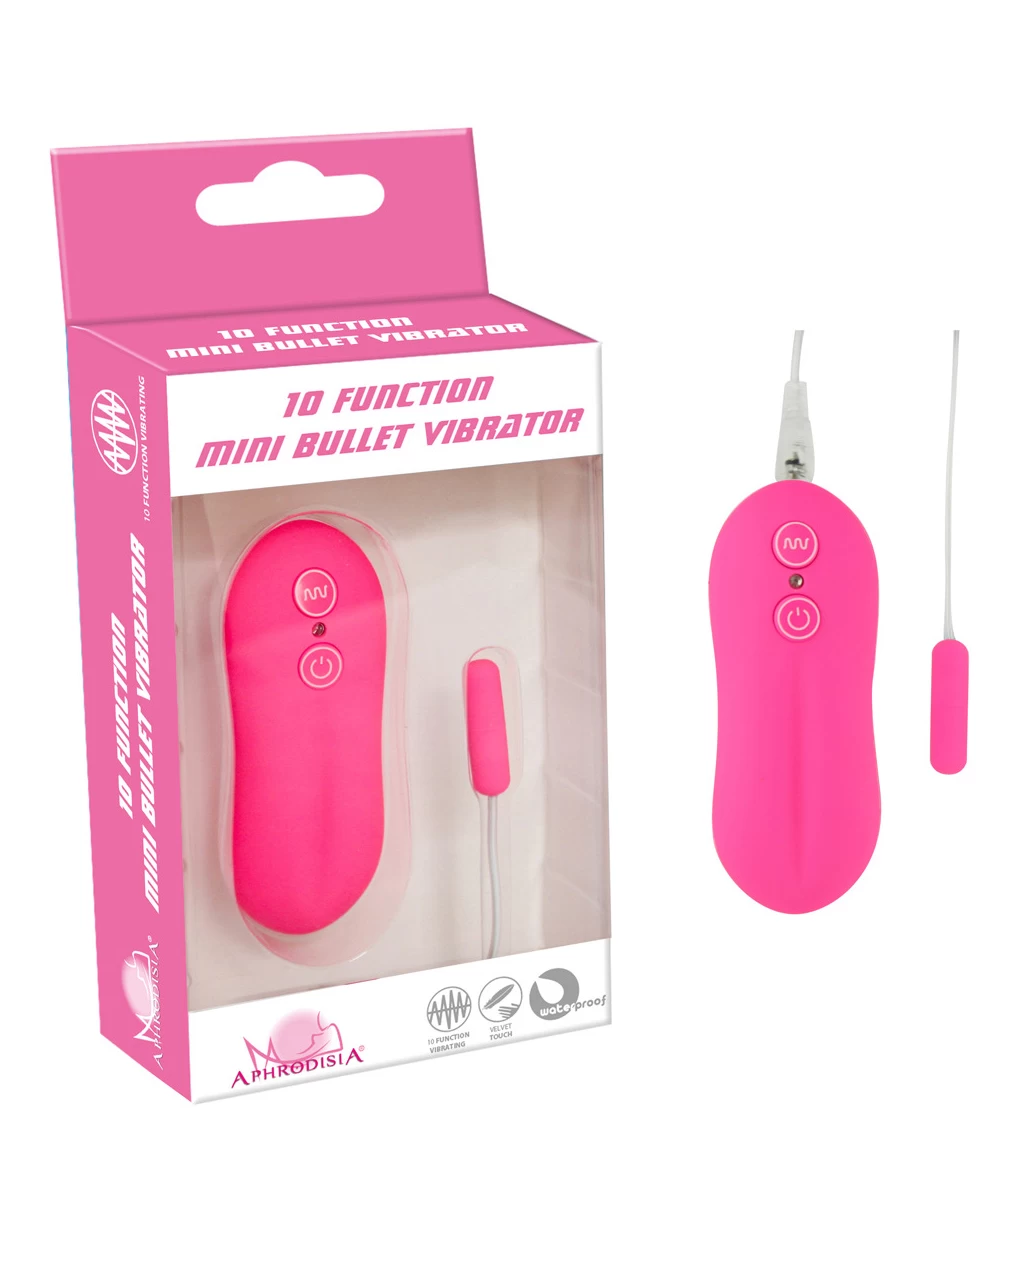 10 FUNCTION
MINI BULLET VIBRATOR
10 FUNCTION
MINI BULLET VIBRATOR
10 FUNCTION VIBRATING
10 FUNCTION
MINI BULLET VIBRATOR
APHRODISIA®
APHRODISIA®
10 FUNCTION
VIBRATING
VELVET
TOUCH
waterproof